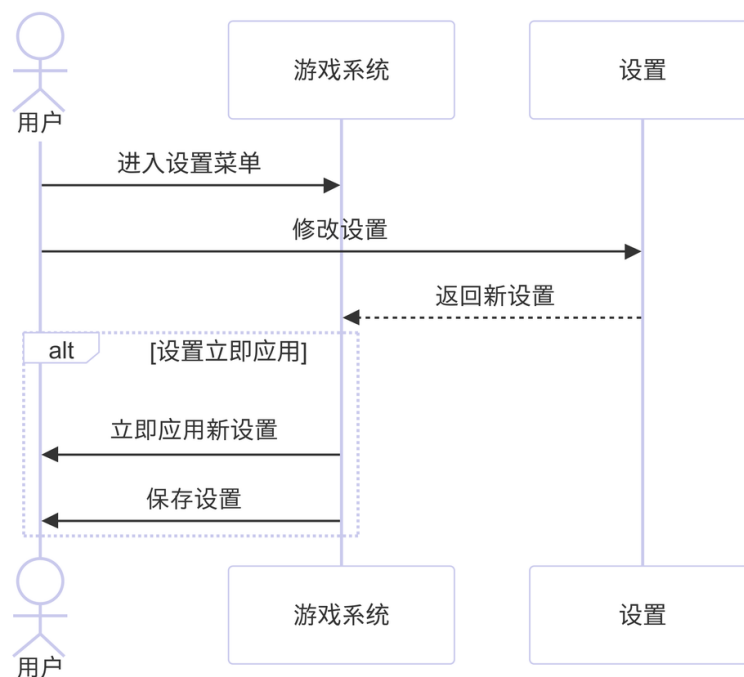 游戏系统
设置
用户
进入设置菜单
修改设置
返回新设置
alt
[设置立即应用]
立即应用新设置
保存设置
游戏系统
设置
用户